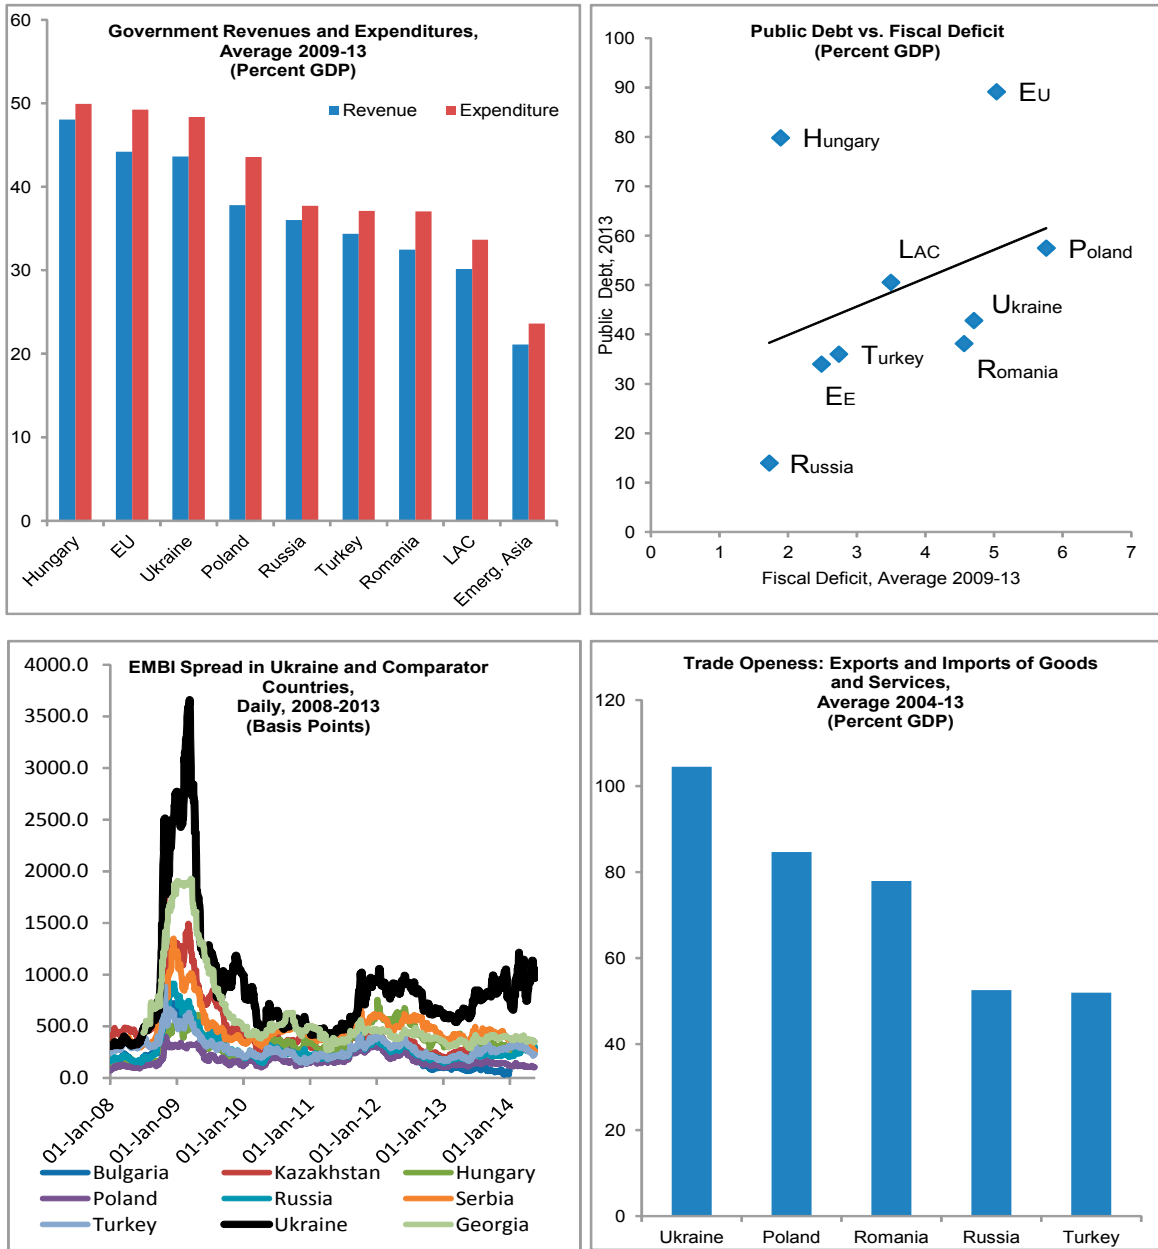 Government Revenues and Expenditures,
Average 2009-13
(Percent GDP)
Revenue
Expenditure
60
50
40
30
20
10
0
Hungary
EU
Ukraine
Poland
Russia
Turkey
Romania
LAC
Emerg. Asia
Public Debt vs. Fiscal Deficit
(Percent GDP)
Public Debt, 2013
100
90
80
70
60
50
40
30
20
10
0
EU
Hungary
LAC
Poland
Ukraine
Turkey
Romania
EE
Russia
0 1 2 3 4 5 6 7
Fiscal Deficit, Average 2009-13
EMBI Spread in Ukraine and Comparator
Countries,
Daily, 2008-2013
(Basis Points)
4000.0
3500.0
3000.0
2500.0
2000.0
1500.0
1000.0
500.0
0.0
01-Jan-08
01-Jan-09
01-Jan-10
01-Jan-11
01-Jan-12
01-Jan-13
01-Jan-14
Bulgaria Kazakhstan Hungary
Poland Russia Serbia
Turkey Ukraine Georgia
Trade Openess: Exports and Imports of Goods
and Services,
Average 2004-13
(Percent GDP)
120
100
80
60
40
20
0
Ukraine Poland Romania Russia Turkey